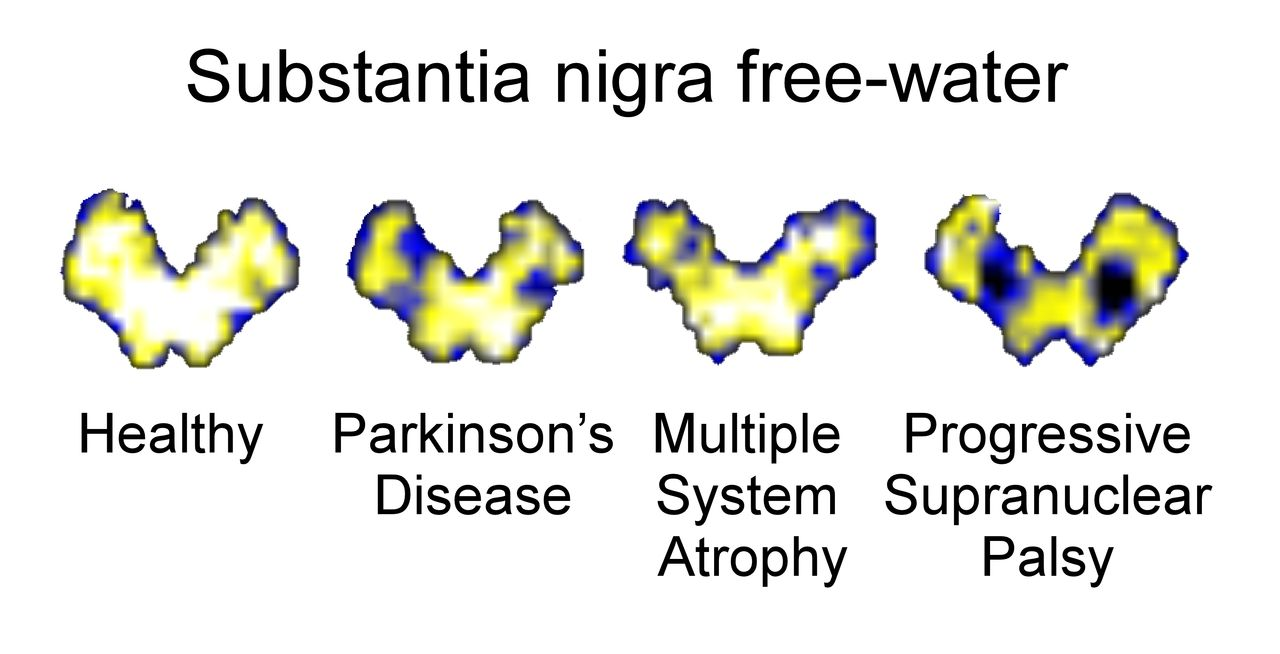 Substantia nigra free-water
Healthy
Parkinson’s
Disease
Multiple
System
Atrophy
Progressive
Supranuclear
Palsy